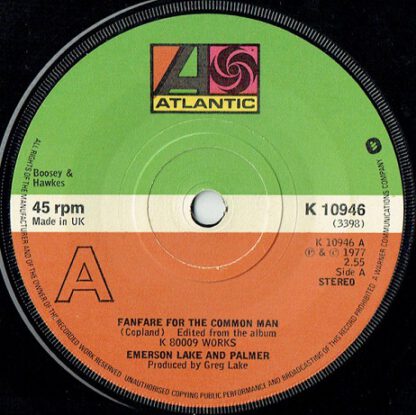 ATLANTIC
Boosey &
Hawkes
45 rpm
Made in UK
K 10946
(3398)
K 10946 A
℗ & © 1977
2.55
Side A
STEREO
A
FANFARE FOR THE COMMON MAN
(Copland) Edited from the album
K 80009 WORKS
EMERSON LAKE AND PALMER
Produced by Greg Lake
ALL RIGHTS OF THE MANUFACTURER AND OF THE OWNER OF THE RECORDED WORK RESERVED UNAUTHORISED COPYING PUBLIC PERFORMANCE AND BROADCASTING OF THIS RECORD PROHIBITED A WARNER COMMUNICATIONS COMPANY